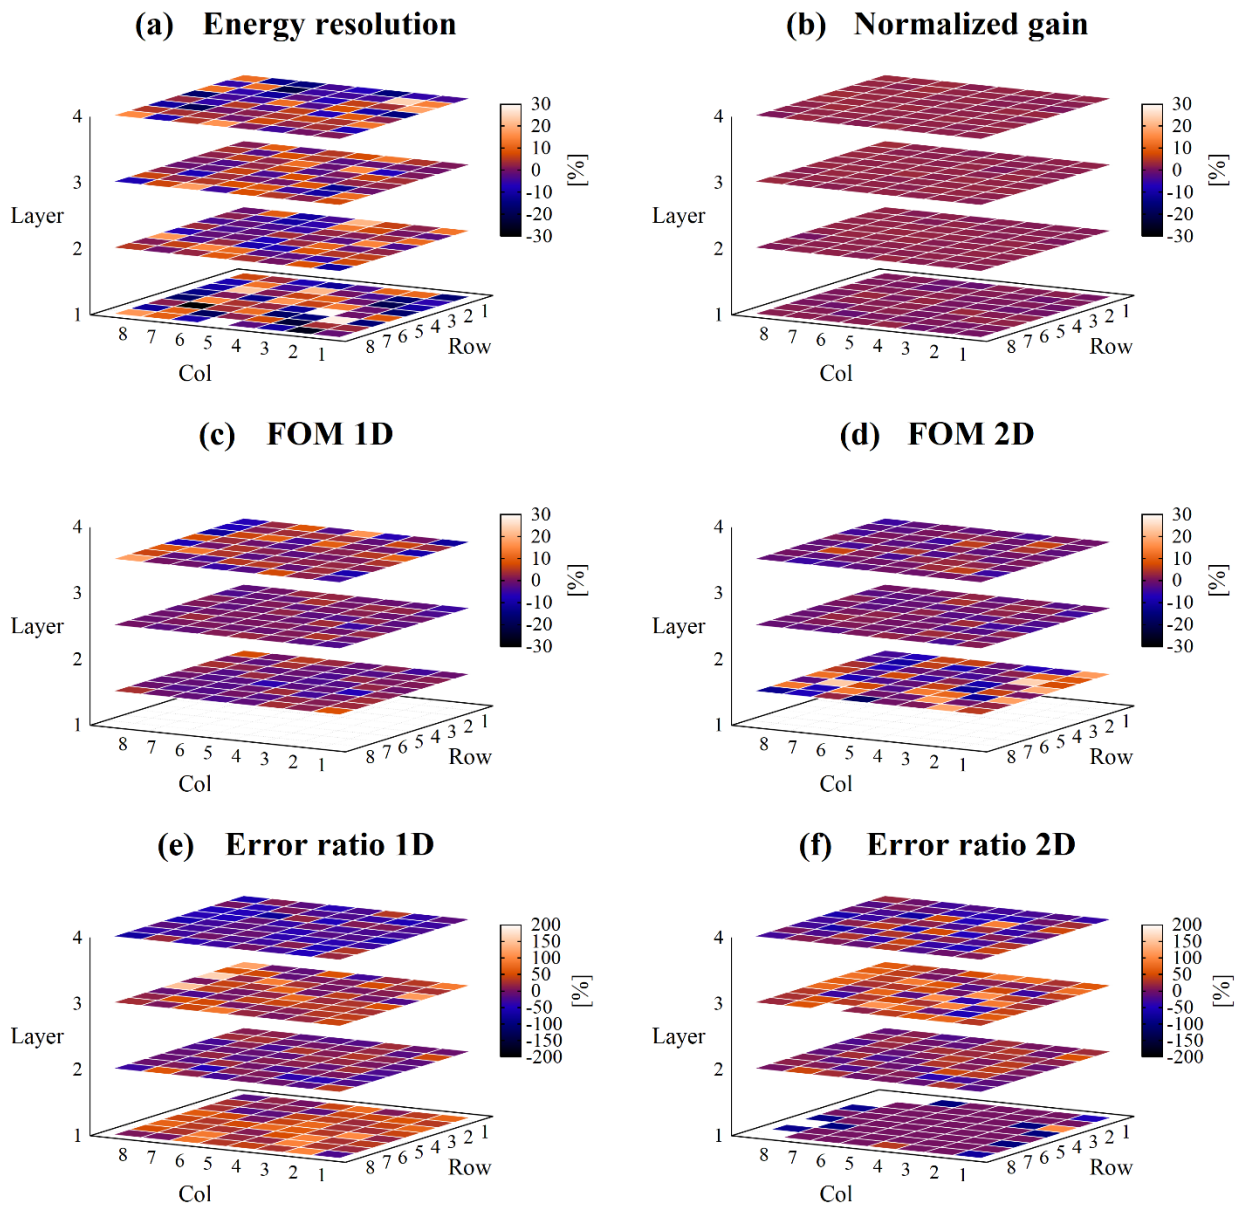 (a) Energy resolution
(b) Normalized gain
4
3
Layer
2
1
8 7 6 5 4 3 2 1
Col
8 7 6 5 4 3 2 1
Row
30
20
10
0
-10
-20
-30
[%]
4
3
Layer
2
1
8 7 6 5 4 3 2 1
Col
8 7 6 5 4 3 2 1
Row
30
20
10
0
-10
-20
-30
[%]
(c) FOM 1D
(d) FOM 2D
4
3
Layer
2
1
8 7 6 5 4 3 2 1
Col
8 7 6 5 4 3 2 1
Row
30
20
10
0
-10
-20
-30
[%]
4
3
Layer
2
1
8 7 6 5 4 3 2 1
Col
8 7 6 5 4 3 2 1
Row
30
20
10
0
-10
-20
-30
[%]
(e) Error ratio 1D
(f) Error ratio 2D
4
3
Layer
2
1
8 7 6 5 4 3 2 1
Col
8 7 6 5 4 3 2 1
Row
200
150
100
50
0
-50
-100
-150
-200
[%]
4
3
Layer
2
1
8 7 6 5 4 3 2 1
Col
8 7 6 5 4 3 2 1
Row
200
150
100
50
0
-50
-100
-150
-200
[%]